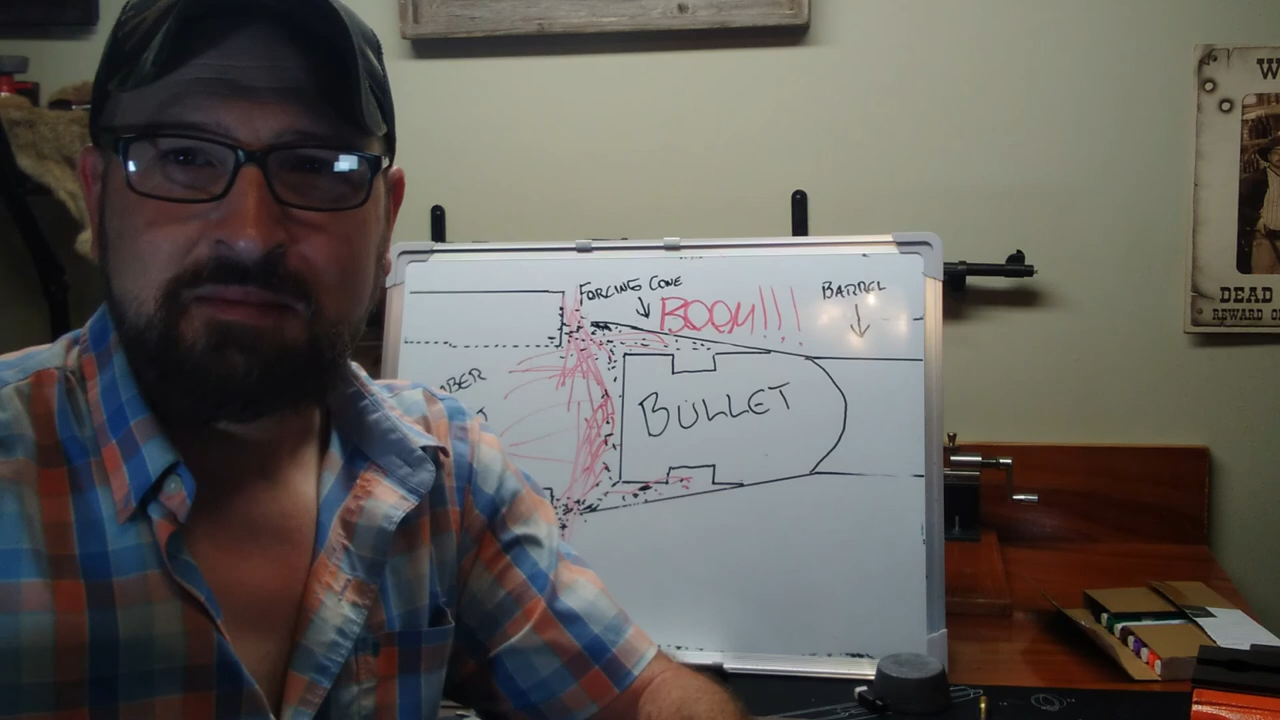 FORCING CONE
BOOM!!!
BARREL
BULLET
DEAD
REWARD